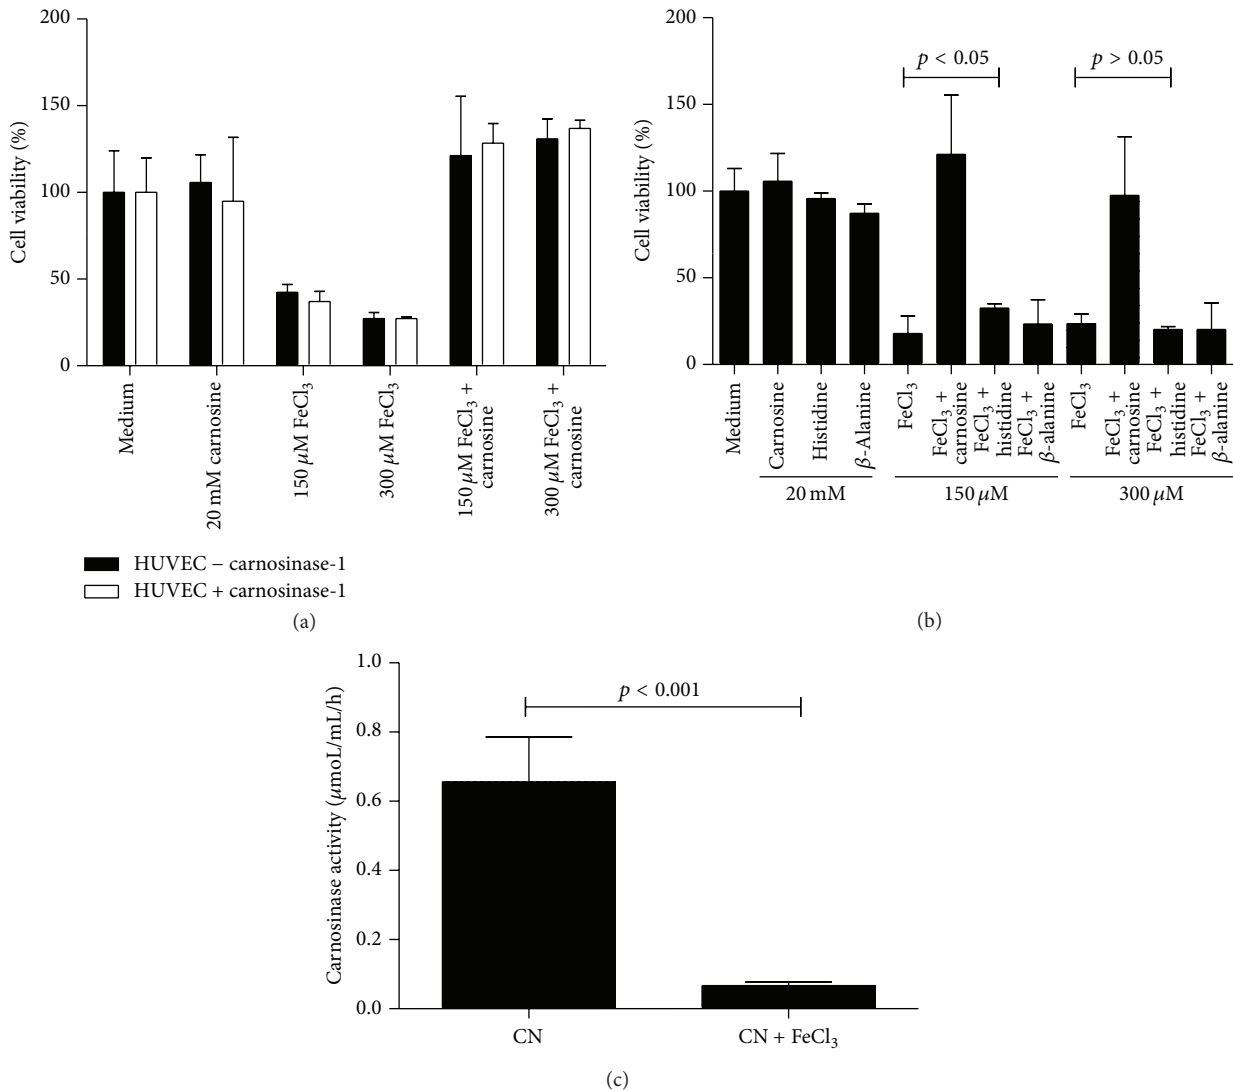 200
150
100
50
0
Cell viability (%)
Medium
20 mM carnosine
150 μM FeCl₃
300 μM FeCl₃
150 μM FeCl₃ +
carnosine
300 μM FeCl₃ +
carnosine
HUVEC − carnosinase-1
HUVEC + carnosinase-1
(a)
200
150
100
50
0
Cell viability (%)
p < 0.05
p > 0.05
Medium
Carnosine
Histidine
β-Alanine
FeCl₃
FeCl₃ +
carnosine
FeCl₃ +
histidine
FeCl₃ +
β-alanine
FeCl₃
FeCl₃ +
carnosine
FeCl₃ +
histidine
FeCl₃ +
β-alanine
20 mM
150 μM
300 μM
(b)
1.0
0.8
0.6
0.4
0.2
0.0
Carnosinase activity (μmoL/mL/h)
p < 0.001
CN
CN + FeCl₃
(c)